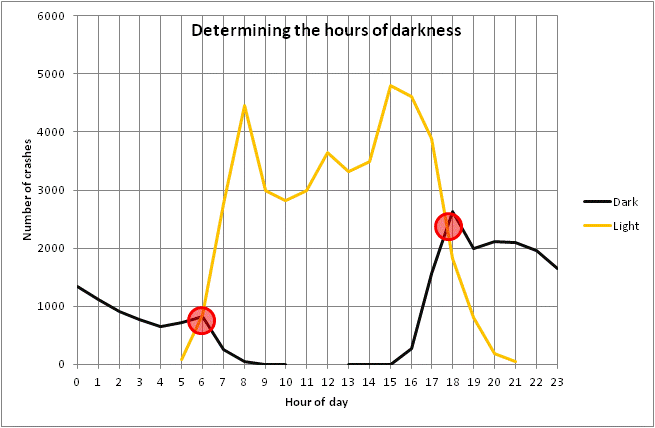 Determining the hours of darkness
6000
5000
4000
3000
2000
1000
0
Number of crashes
0 1 2 3 4 5 6 7 8 9 10 11 12 13 14 15 16 17 18 19 20 21 22 23
Hour of day
Dark
Light